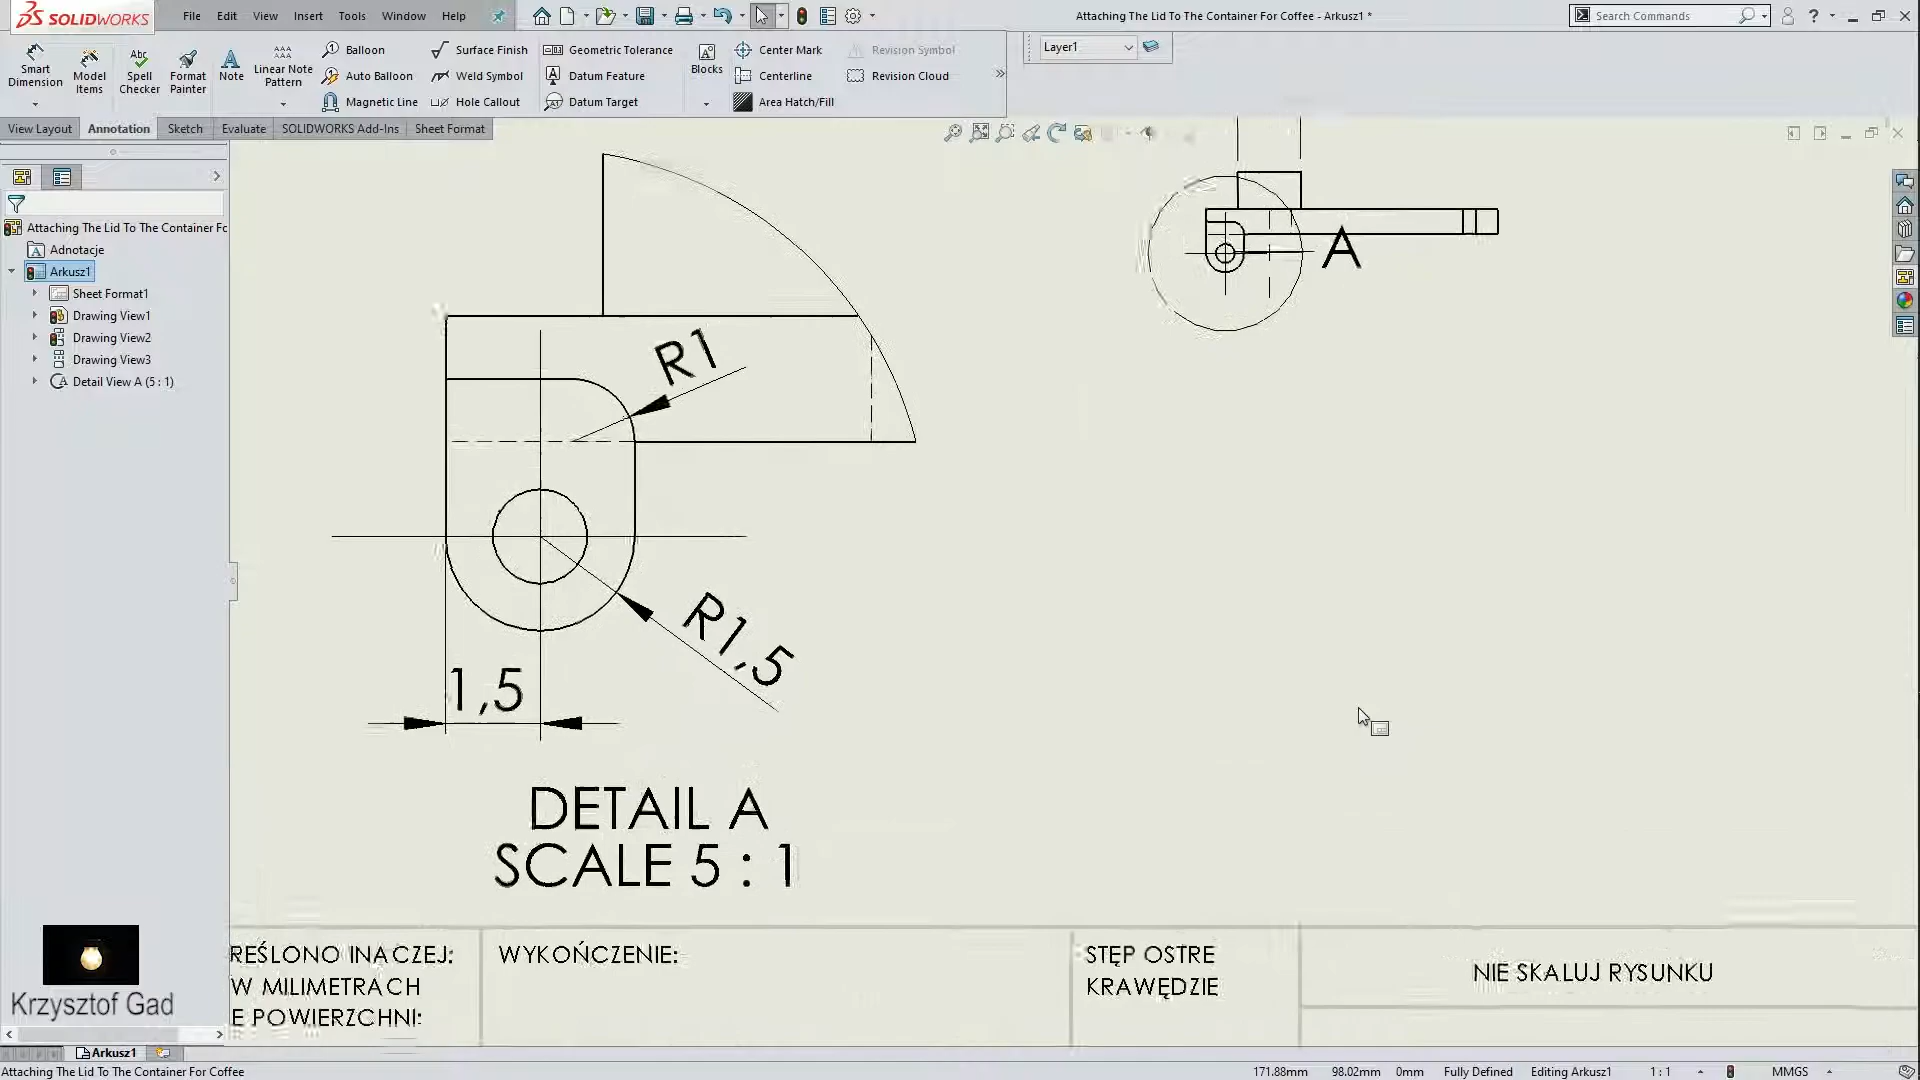 SOLIDWORKS
File Edit View Insert Tools Window Help
Attaching The Lid To The Container For Coffee - Arkusz1 *
Search Commands
Smart Dimension
Model Items
Spell Checker
Format Painter
Note
Linear Note Pattern
Balloon
Auto Balloon
Magnetic Line
Surface Finish
Weld Symbol
Hole Callout
Geometric Tolerance
Datum Feature
Datum Target
Blocks
Center Mark
Centerline
Area Hatch/Fill
Revision Symbol
Revision Cloud
Layer1
View Layout Annotation Sketch Evaluate SOLIDWORKS Add-Ins Sheet Format
Attaching The Lid To The Container Fc
Adnotacje
Arkusz1
Sheet Format1
Drawing View1
Drawing View2
Drawing View3
Detail View A (5 : 1)
A
R1
R1,5
1,5
DETAIL A
SCALE 5 : 1
REŚLONO INACZEJ:
W MILIMETRACH
E POWIERZCHNI:
WYKOŃCZENIE:
STĘP OSTRE
KRAWĘDZIE
NIE SKALUJ RYSUNKU
Krzysztof Gad
Arkusz1
Attaching The Lid To The Container For Coffee
171.88mm 98.02mm 0mm Fully Defined Editing Arkusz1 1 : 1 MMGS